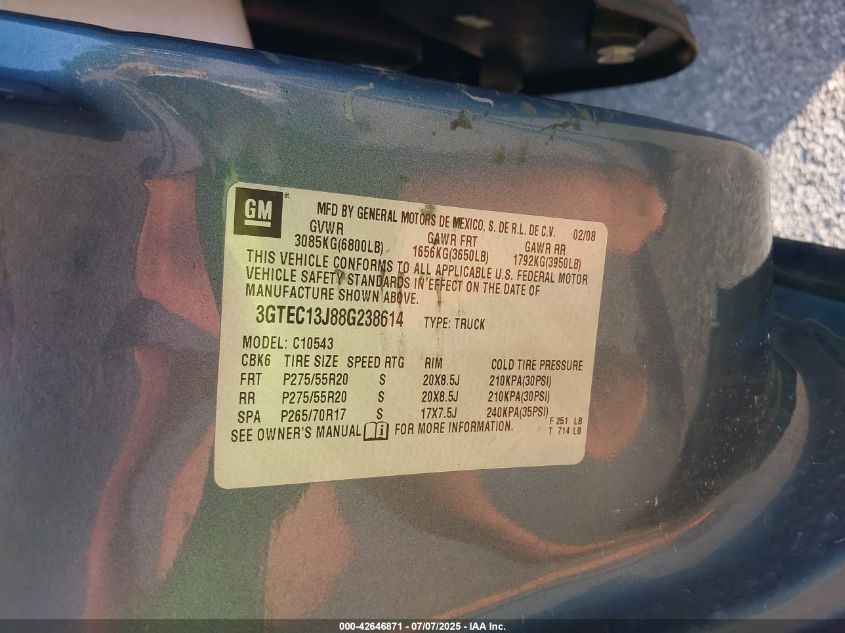 GM ®
MFD BY GENERAL MOTORS DE MEXICO, S. DE R.L. DE C.V. 02/08
GVWR GAWR FRT GAWR RR
3085KG(6800LB) 1656KG(3650LB) 1792KG(3950LB)
THIS VEHICLE CONFORMS TO ALL APPLICABLE U.S. FEDERAL MOTOR
VEHICLE SAFETY STANDARDS IN EFFECT ON THE DATE OF
MANUFACTURE SHOWN ABOVE.
3GTEC13J88G238614 TYPE: TRUCK
MODEL: C10543
CBK6 TIRE SIZE SPEED RTG RIM COLD TIRE PRESSURE
FRT P275/55R20 S 20X8.5J 210KPA(30PSI)
RR P275/55R20 S 20X8.5J 210KPA(30PSI)
SPA P265/70R17 S 17X7.5J 240KPA(35PSI)
SEE OWNER'S MANUAL i FOR MORE INFORMATION. F 251 LB
T 714 LB
000-42646871 / 07/07/2025 - IAA Inc.